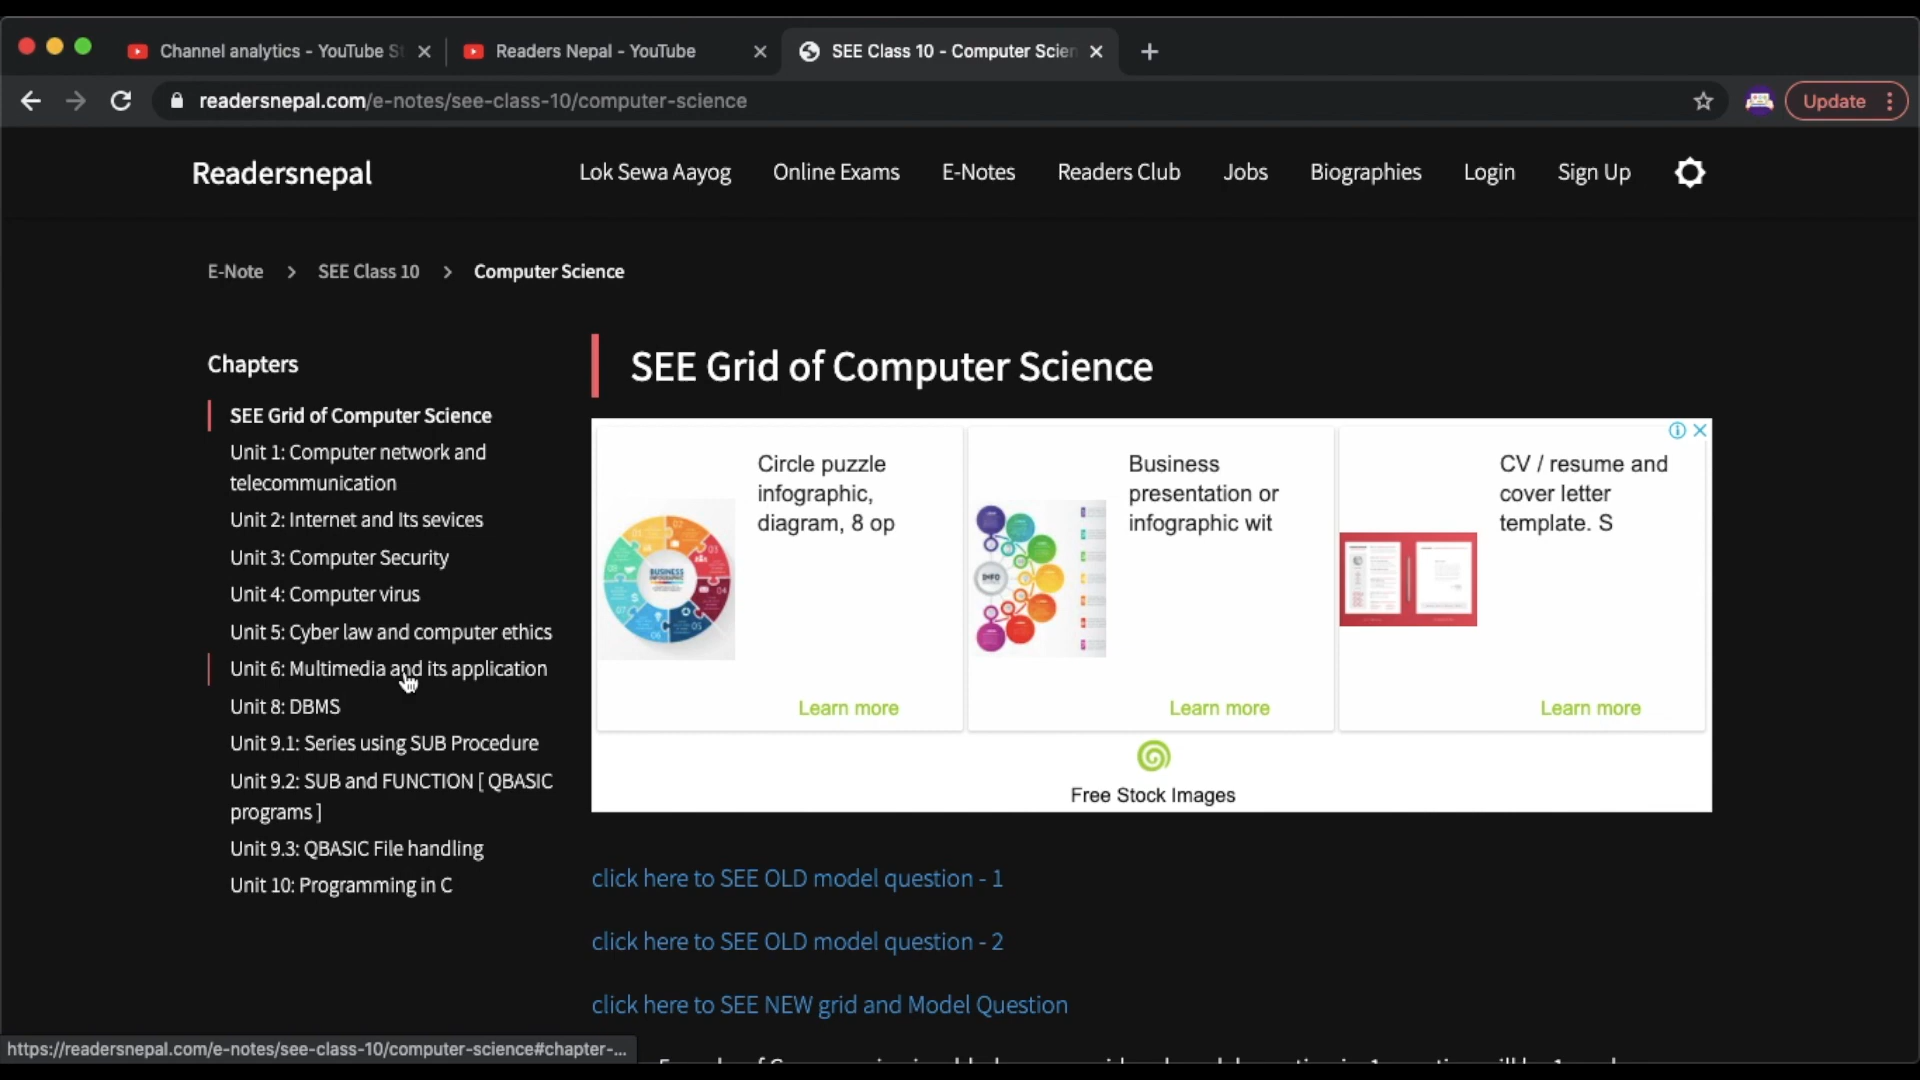 Channel analytics - YouTube St
Readers Nepal - YouTube
SEE Class 10 - Computer Scien
readersnepal.com/e-notes/see-class-10/computer-science
Update
Readersnepal
Lok Sewa Aayog
Online Exams
E-Notes
Readers Club
Jobs
Biographies
Login
Sign Up
E-Note > SEE Class 10 > Computer Science
Chapters
SEE Grid of Computer Science
Unit 1: Computer network and
telecommunication
Unit 2: Internet and Its sevices
Unit 3: Computer Security
Unit 4: Computer virus
Unit 5: Cyber law and computer ethics
Unit 6: Multimedia and its application
Unit 8: DBMS
Unit 9.1: Series using SUB Procedure
Unit 9.2: SUB and FUNCTION [ QBASIC
programs ]
Unit 9.3: QBASIC File handling
Unit 10: Programming in C
SEE Grid of Computer Science
Circle puzzle
infographic,
diagram, 8 op
BUSINESS
Learn more
Business
presentation or
infographic wit
INFO
Learn more
CV / resume and
cover letter
template. S
Learn more
Free Stock Images
click here to SEE OLD model question - 1
click here to SEE OLD model question - 2
click here to SEE NEW grid and Model Question
https://readersnepal.com/e-notes/see-class-10/computer-science#chapter-...